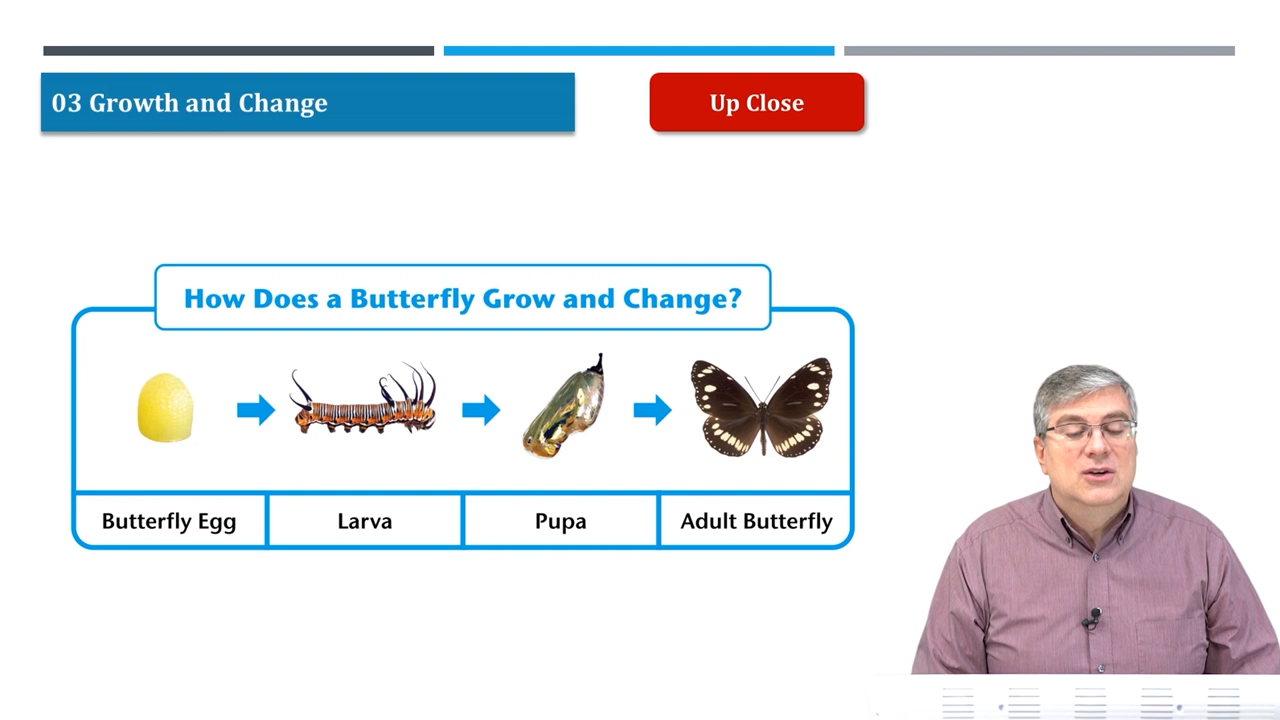 03 Growth and Change
Up Close
How Does a Butterfly Grow and Change?
Butterfly Egg
Larva
Pupa
Adult Butterfly